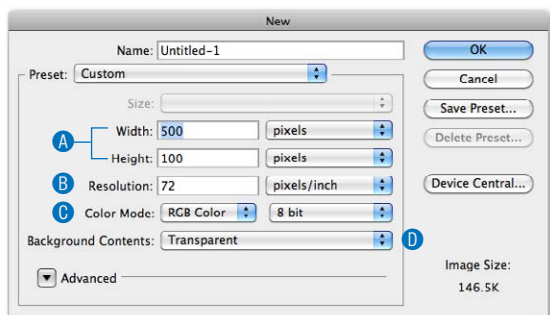 New
Name: Untitled-1
OK
Preset: Custom
Cancel
Size:
Save Preset...
A
Width: 500 pixels
Delete Preset...
Height: 100 pixels
B
Resolution: 72 pixels/inch
Device Central...
C
Color Mode: RGB Color 8 bit
Background Contents: Transparent
D
Advanced
Image Size:
146.5K